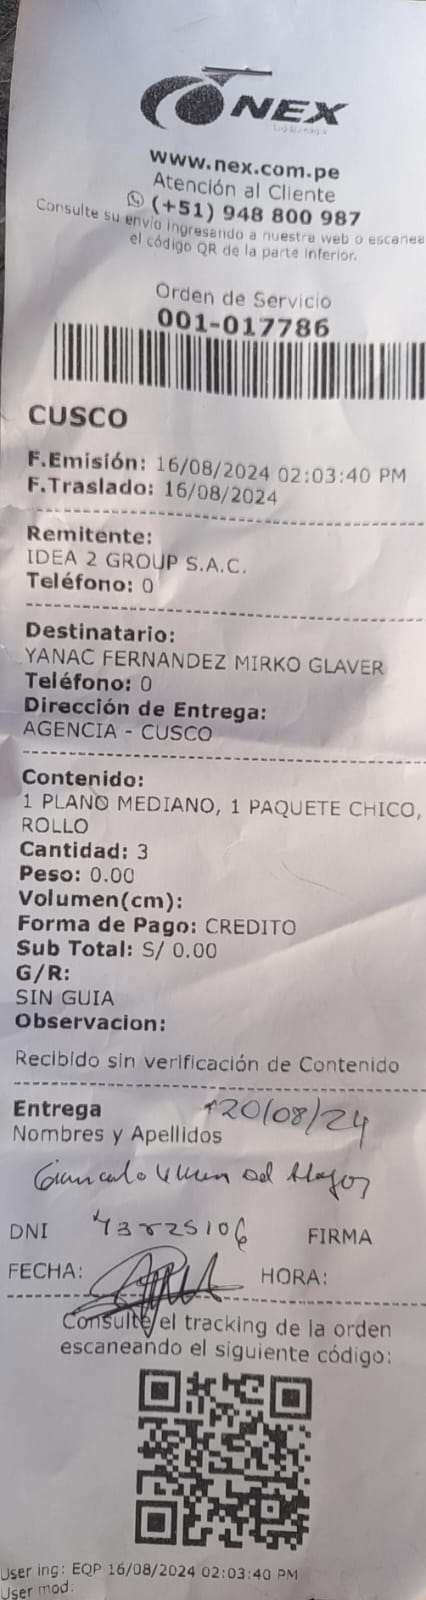 NEX
www.nex.com.pe
Atención al Cliente
(+51) 948 800 987
Consulte su envío ingresando a nuestra web o escanea
el código QR de la parte inferior.
Orden de Servicio
001-017786
CUSCO
F.Emisión: 16/08/2024 02:03:40 PM
F.Traslado: 16/08/2024
Remitente:
IDEA 2 GROUP S.A.C.
Teléfono: 0
Destinatario:
YANAC FERNANDEZ MIRKO GLAVER
Teléfono: 0
Dirección de Entrega:
AGENCIA - CUSCO
Contenido:
1 PLANO MEDIANO, 1 PAQUETE CHICO,
ROLLO
Cantidad: 3
Peso: 0.00
Volumen(cm):
Forma de Pago: CREDITO
Sub Total: S/ 0.00
G/R:
SIN GUIA
Observacion:
Recibido sin verificación de Contenido
Entrega 20/08/24
Nombres y Apellidos
DNI FIRMA
FECHA: HORA:
Consulte el tracking de la orden
escaneando el siguiente código:
User ing: EQP 16/08/2024 02:03:40 PM
User mod: